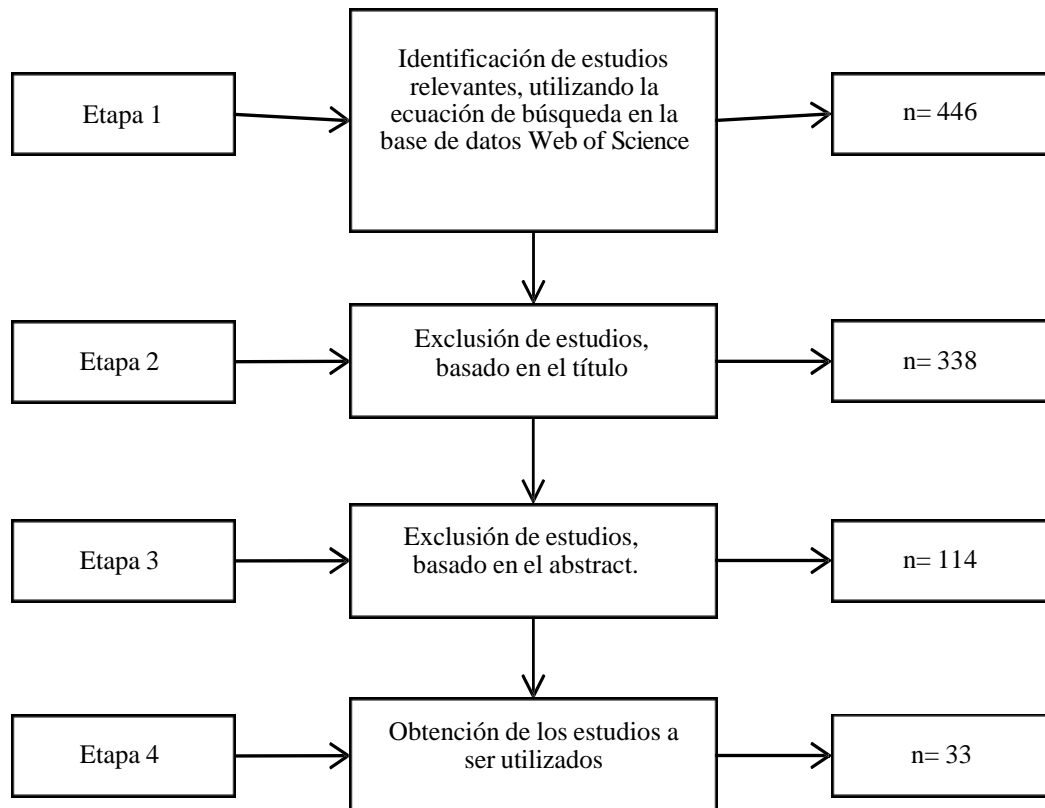 Etapa 1
Identificación de estudios
relevantes, utilizando la
ecuación de búsqueda en la
base de datos Web of Science
n= 446
Etapa 2
Exclusión de estudios,
basado en el título
n= 338
Etapa 3
Exclusión de estudios,
basado en el abstract.
n= 114
Etapa 4
Obtención de los estudios a
ser utilizados
n= 33